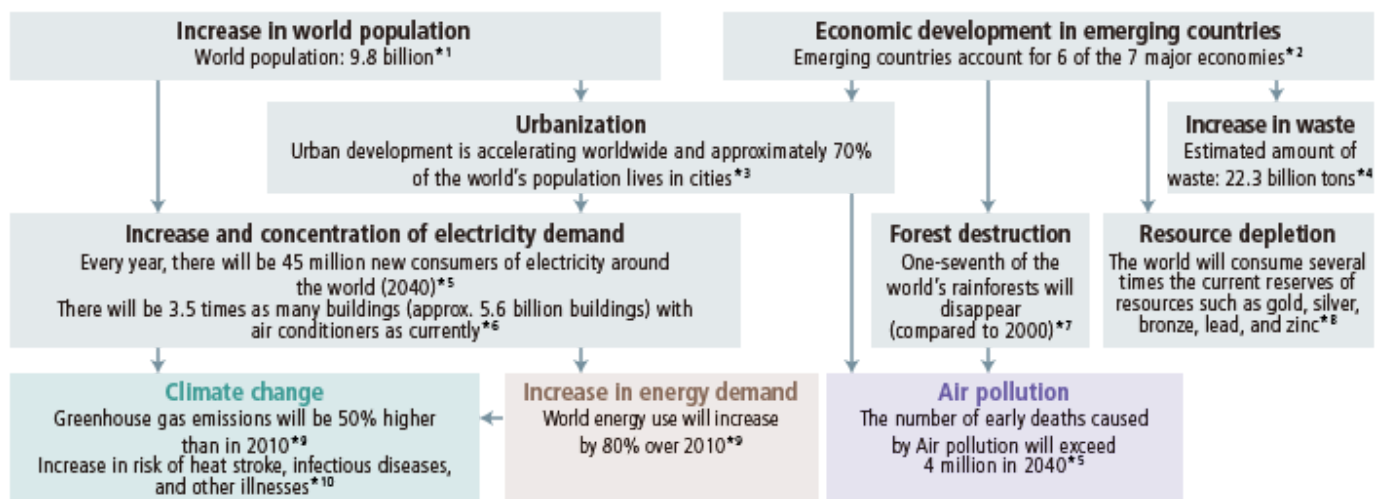 Increase in world population
World population: 9.8 billion*1
Economic development in emerging countries
Emerging countries account for 6 of the 7 major economies*2
Urbanization
Urban development is accelerating worldwide and approximately 70%
of the world's population lives in cities*3
Increase in waste
Estimated amount of
waste: 22.3 billion tons*4
Increase and concentration of electricity demand
Every year, there will be 45 million new consumers of electricity around
the world (2040)*5
There will be 3.5 times as many buildings (approx. 5.6 billion buildings) with
air conditioners as currently*6
Forest destruction
One-seventh of the
world's rainforests will
disappear
(compared to 2000)*7
Resource depletion
The world will consume several
times the current reserves of
resources such as gold, silver,
bronze, lead, and zinc*8
Climate change
Greenhouse gas emissions will be 50% higher
than in 2010*9
Increase in risk of heat stroke, infectious diseases,
and other illnesses*10
Increase in energy demand
World energy use will increase
by 80% over 2010*9
Air pollution
The number of early deaths caused
by Air pollution will exceed
4 million in 2040*5